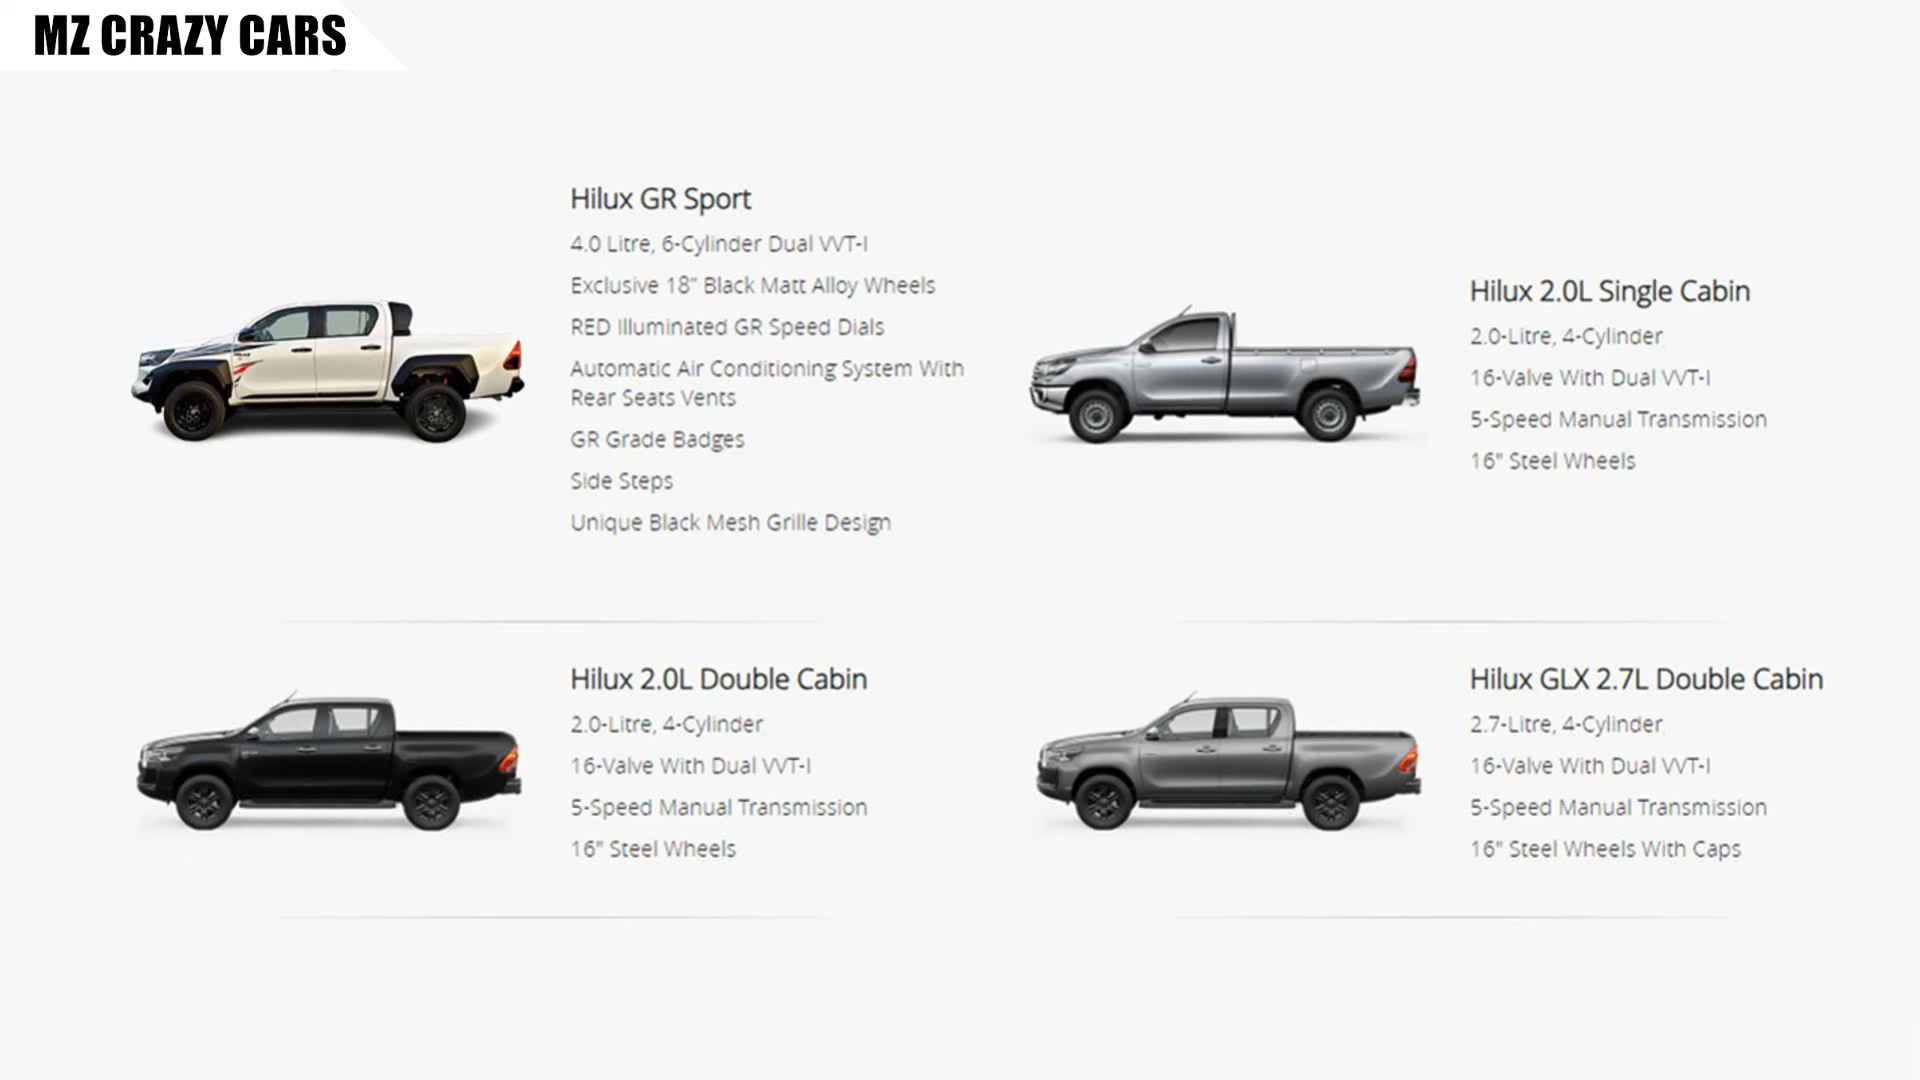 MZ CRAZY CARS
Hilux GR Sport
4.0 Litre, 6-Cylinder Dual VVT-I
Exclusive 18" Black Matt Alloy Wheels
RED Illuminated GR Speed Dials
Automatic Air Conditioning System With
Rear Seats Vents
GR Grade Badges
Side Steps
Unique Black Mesh Grille Design
Hilux 2.0L Single Cabin
2.0-Litre, 4-Cylinder
16-Valve With Dual VVT-I
5-Speed Manual Transmission
16" Steel Wheels
Hilux 2.0L Double Cabin
2.0-Litre, 4-Cylinder
16-Valve With Dual VVT-I
5-Speed Manual Transmission
16" Steel Wheels
Hilux GLX 2.7L Double Cabin
2.7-Litre, 4-Cylinder
16-Valve With Dual VVT-I
5-Speed Manual Transmission
16" Steel Wheels With Caps